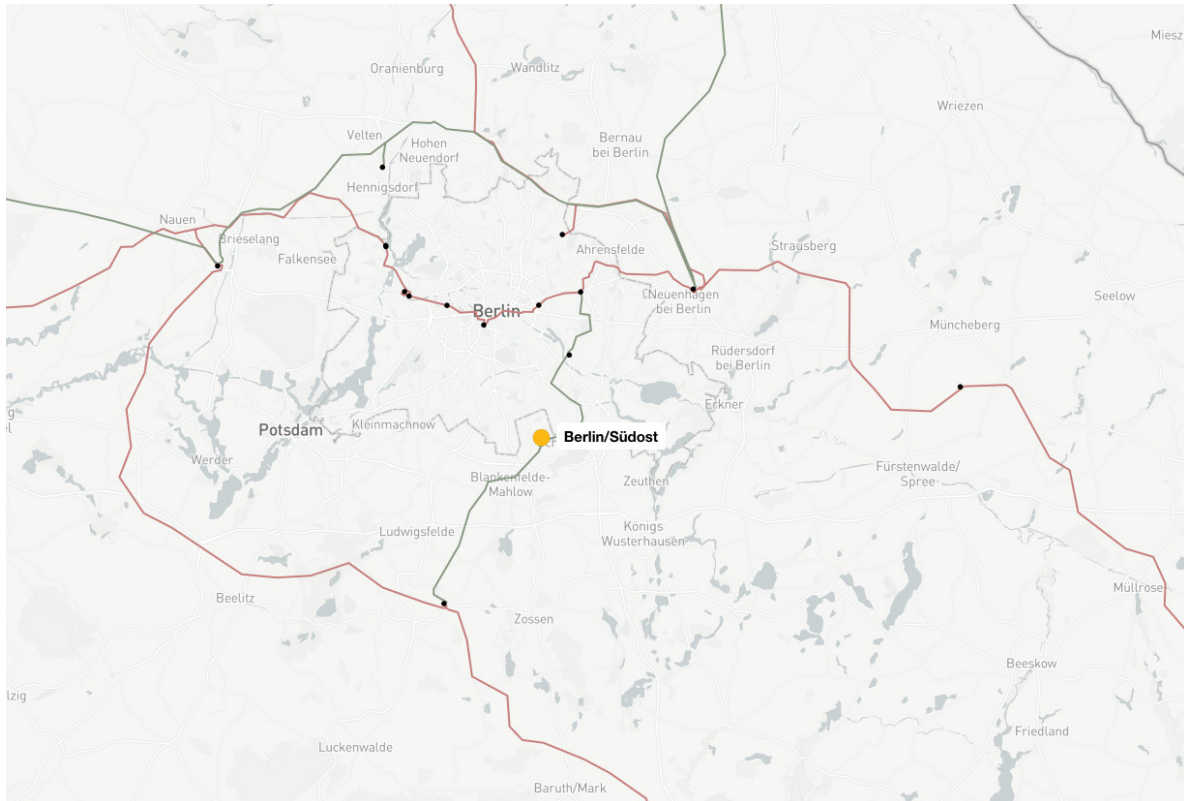 Miesz
Oranienburg
Wandlitz
Wriezen
Velten
Hohen
Neuendorf
Bernau
bei Berlin
Hennigsdorf
Nauen
Brieselang
Falkensee
Ahrensfelde
Strausberg
Berlin
Neuenhagen
bei Berlin
Seelow
Müncheberg
Rüdersdorf
bei Berlin
Erkner
Potsdam
Kleinmachnow
Berlin/Südost
Werder
Blankenfelde-
Mahlow
Zeuthen
Fürstenwalde/
Spree
Ludwigsfelde
Königs
Wusterhausen
Beelitz
Zossen
Müllrose
Beeskow
lzig
Luckenwalde
Friedland
Baruth/Mark